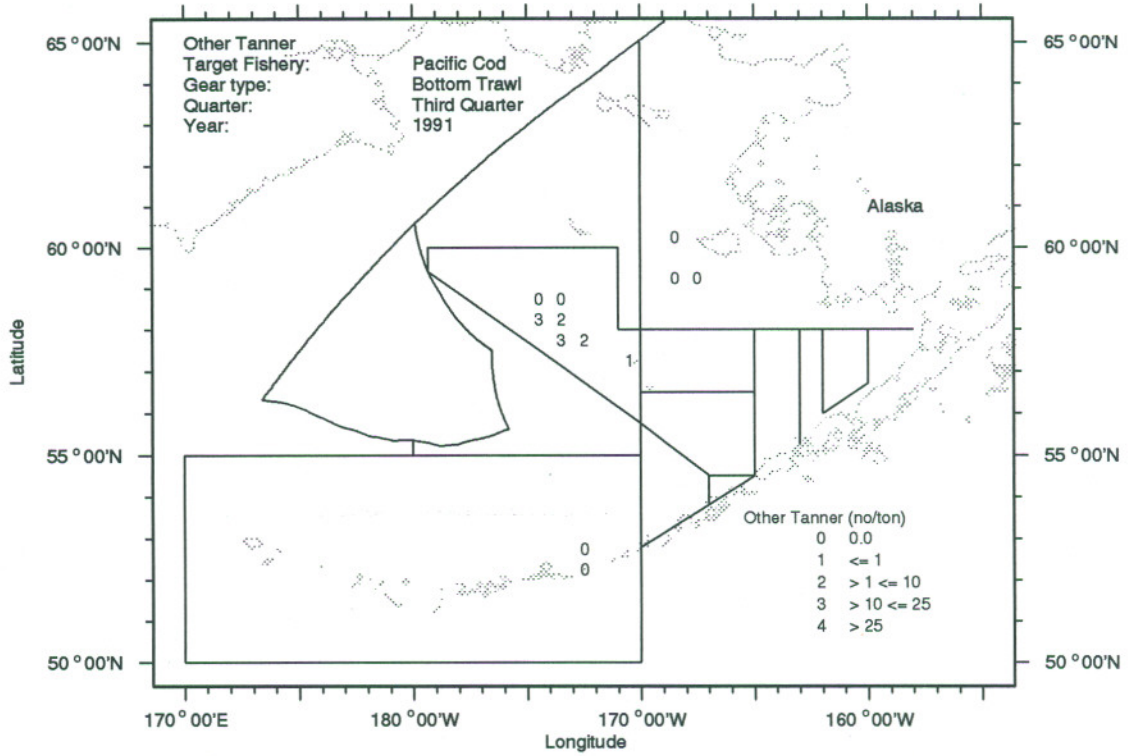 65 °00'N
65 °00'N
Other Tanner
Target Fishery: Pacific Cod
Gear type: Bottom Trawl
Quarter: Third Quarter
Year: 1991
Alaska
0
60 °00'N
60 °00'N
0 0
0 0
3 2
3 2
1
Latitude
55 °00'N
55 °00'N
Other Tanner (no/ton)
0 0.0
1 <= 1
2 > 1 <= 10
3 > 10 <= 25
4 > 25
0
0
50 °00'N
50 °00'N
170 °00'E
180 °00'W
170 °00'W
160 °00'W
Longitude